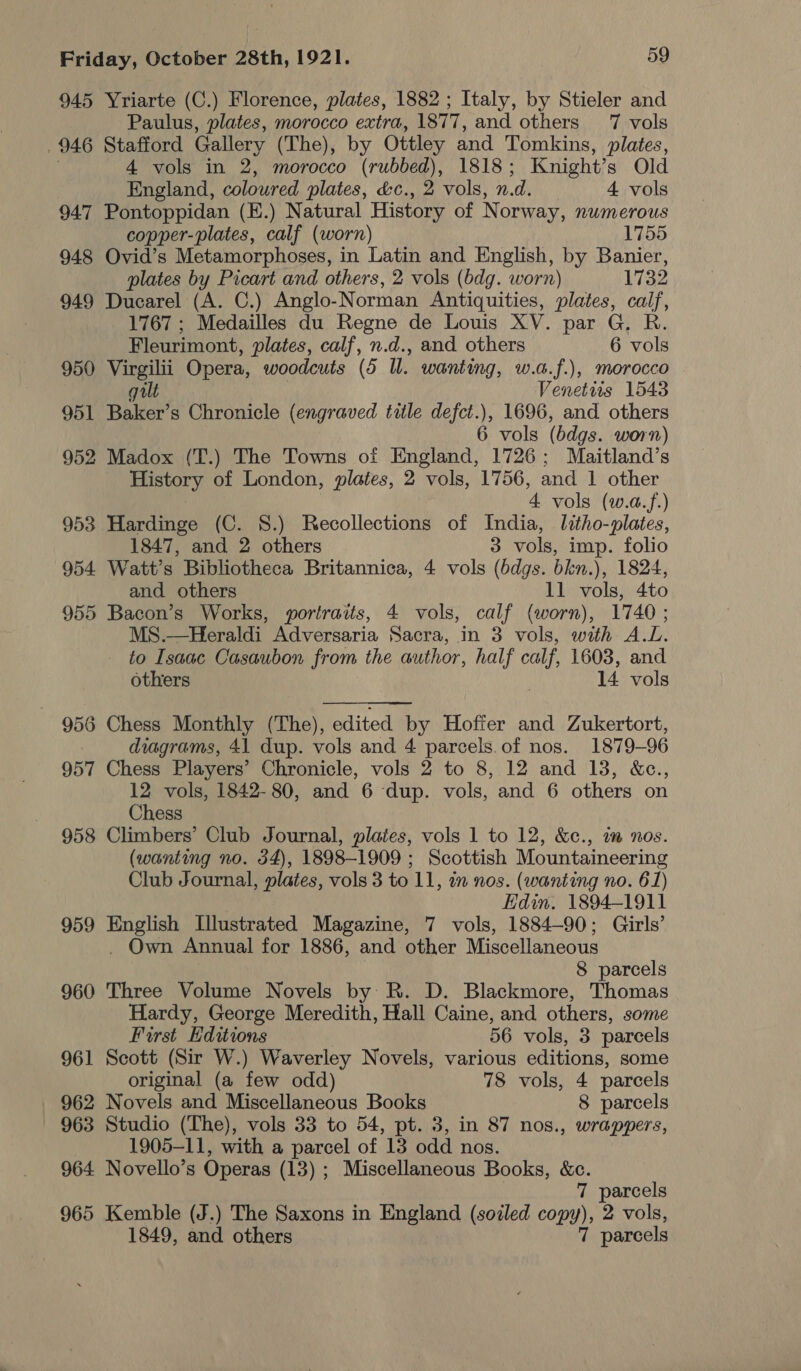 Friday, October 28th, 1921. 59
945 Yriarte (C.) Florence, plates, 1882 ; Italy, by Stieler and
Paulus, plates, morocco extra, 1877, and others 7 vols
946 Stafford Gallery (The), by Ottley and Tomkins, plates,
4 vols in 2, morocco (rubbed), 1818 ; Knight's Old
England, coloured plates, &c., 2 vols, n.d. 4 vols
947 Pontoppidan (E.) Natural History of Norway, numerous
copper-plates, calf (worn) 1755
948 Ovid's Metamorphoses, in Latin and English, by Banier,
plates by Picart and others, 2 vols (bdg. worn) 1732
949 Ducarel (A. C.) Anglo-Norman Antiquities, plates, calf,
1767 ; Medailles du Regne de Louis XV. par G. R.
Fleurimont, plates, calf, n.d., and others 6 vols
950 Virgilii Opera, woodcuts (5 ll. wanting, w.a.f.), morocco
gilt Venetiis 1543
951 Baker's Chronicle (engraved title defct.), 1696, and others
6 vols (bdgs. worn)
952 Madox (T.) The Towns of England, 1726 ; Maitland's
History of London, plates, 2 vols, 1756, and 1 other
4 vols (w.a.f.)
953 Hardinge (C. S.) Recollections of India, litho-plates,
1847, and 2 others 3 vols, imp. folio
954 Watt's Bibliotheca Britannica, 4 vols (bdgs. bkn.), 1824,
and others 11 vols, 4to
955 Bacon's Works, portraits, 4 vols, calf (worn), 1740 ;
MS.—Heraldi Adversaria Sacra, in 3 vols, with A.L.
to Isaac Casaubon from the author, half calf, 1603, and
others 14 vols
956 Chess Monthly (The), edited by Hoffer and Zukertort,
diagrams, 41 dup. vols and 4 parcels of nos. 1879–96
957 Chess Players' Chronicle, vols 2 to 8, 12 and 13, &c.,
12 vols, 1842-80, and 6 dup. vols, and 6 others on
Chess
958 Climbers' Club Journal, plates, vols 1 to 12, &c., in nos.
(wanting no. 34), 1898–1909 ; Scottish Mountaineering
Club Journal, plates, vols 3 to 11, in nos. (wanting no. 61)
Edin. 1894–1911
959 English Illustrated Magazine, 7 vols, 1884–90 ; Girls'
Own Annual for 1886, and other Miscellaneous
8 parcels
960 Three Volume Novels by R. D. Blackmore, Thomas
Hardy, George Meredith, Hall Caine, and others, some
First Editions 56 vols, 3 parcels
961 Scott (Sir W.) Waverley Novels, various editions, some
original (a few odd) 78 vols, 4 parcels
962 Novels and Miscellaneous Books 8 parcels
963 Studio (The), vols 33 to 54, pt. 3, in 87 nos., wrappers,
1905–11, with a parcel of 13 odd nos.
964 Novello's Operas (13) ; Miscellaneous Books, &c.
7 parcels
965 Kemble (J.) The Saxons in England (soiled copy), 2 vols,
1849, and others 7 parcels